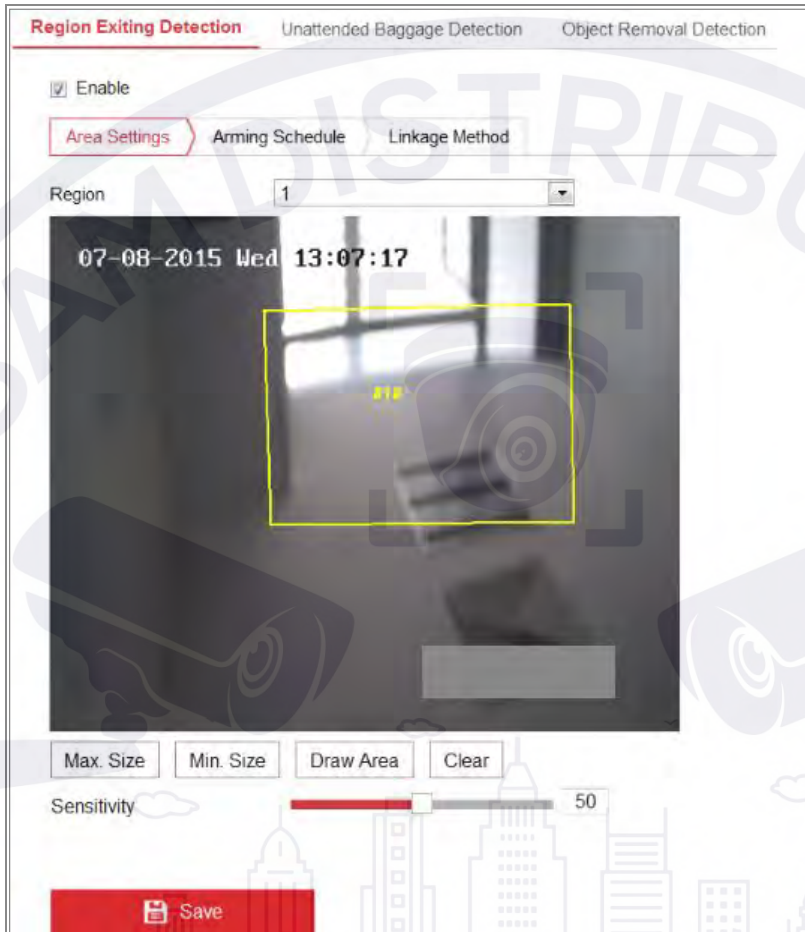 Region Exiting Detection Unattended Baggage Detection Object Removal Detection
Enable
Area Settings Arming Schedule Linkage Method
Region 1
07-08-2015 Wed 13:07:17
#1#
Max. Size Min. Size Draw Area Clear
Sensitivity 50
Save